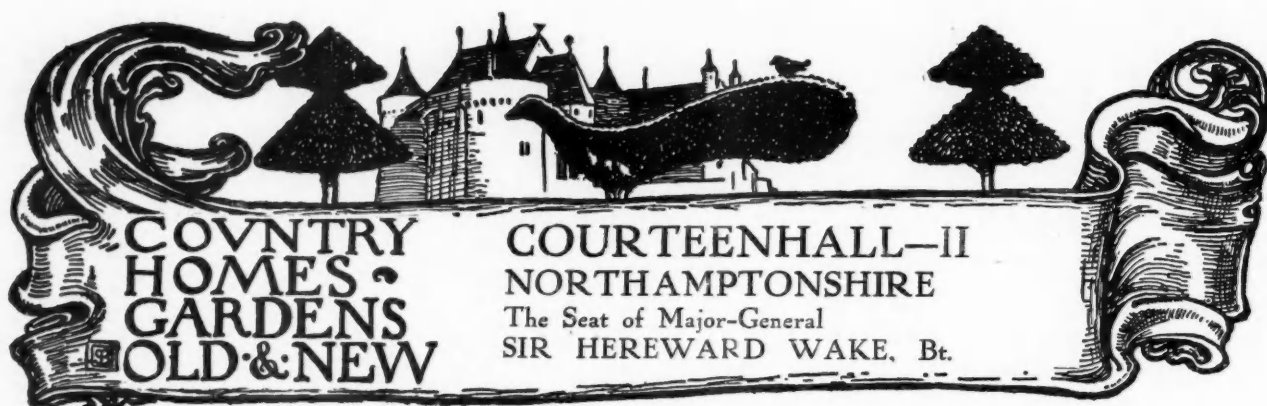 COVNTRY
HOMES
GARDENS
OLD·&·NEW
COURTEENHALL—II
NORTHAMPTONSHIRE
The Seat of Major-General
SIR HEREWARD WAKE, Bt.